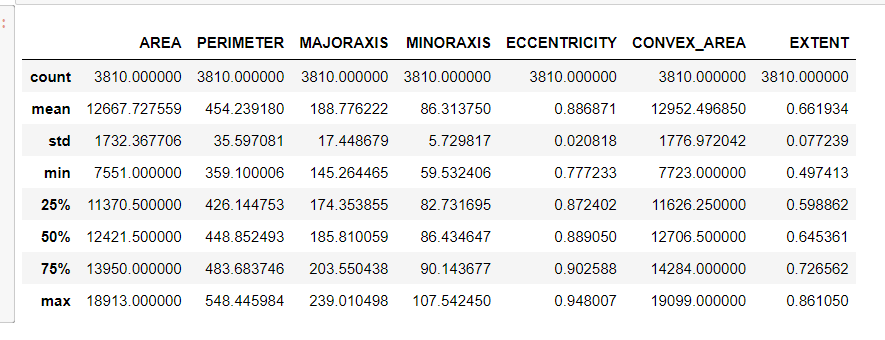 :
AREA PERIMETER MAJORAXIS MINORAXIS ECCENTRICITY CONVEX_AREA EXTENT
count 3810.000000 3810.000000 3810.000000 3810.000000 3810.000000 3810.000000 3810.000000
mean 12667.727559 454.239180 188.776222 86.313750 0.886871 12952.496850 0.661934
std 1732.367706 35.597081 17.448679 5.729817 0.020818 1776.972042 0.077239
min 7551.000000 359.100006 145.264465 59.532406 0.777233 7723.000000 0.497413
25% 11370.500000 426.144753 174.353855 82.731695 0.872402 11626.250000 0.598862
50% 12421.500000 448.852493 185.810059 86.434647 0.889050 12706.500000 0.645361
75% 13950.000000 483.683746 203.550438 90.143677 0.902588 14284.000000 0.726562
max 18913.000000 548.445984 239.010498 107.542450 0.948007 19099.000000 0.861050